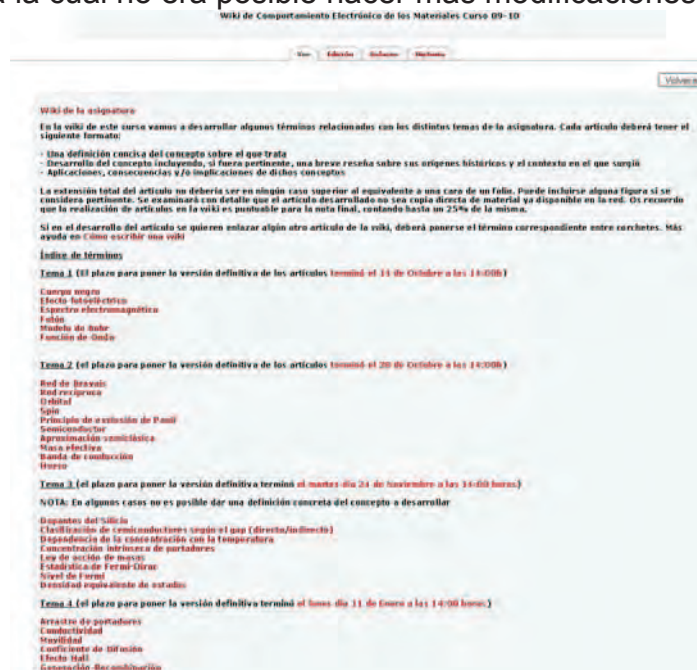 a la cual no era posible hacer más modificaciones
Wiki de Comportamiento Electrónico de los Materiales Curso 09-10
Ver Edición Enlaces Historia
Volver
Wiki de la asignatura
En la wiki de este curso vamos a desarrollar algunos términos relacionados con los distintos temas de la asignatura. Cada artículo deberá tener el
siguiente formato:
- Una definición concisa del concepto sobre el que trata
- Desarrollo del concepto incluyendo, si fuera pertinente, una breve reseña sobre sus orígenes históricos y el contexto en el que surgió
- Aplicaciones, consecuencias y/o implicaciones de dichos conceptos
La extensión total del artículo no debería ser en ningún caso superior al equivalente a una cara de un folio. Puede incluirse alguna figura si se
considera pertinente. Se examinará con detalle que el artículo desarrollado no sea copia directa de material ya disponible en la red. Os recuerdo
que la realización de artículos en la wiki es puntuable para la nota final, contando hasta un 25% de la misma.
Si en el desarrollo del artículo se quieren enlazar algún otro artículo de la wiki, deberá ponerse el término correspondiente entre corchetes. Más
ayuda en Cómo escribir una wiki
Índice de términos
Tema 1 (El plazo para poner la versión definitiva de los artículos terminó el 11 de Octubre a las 14:00h)
Cuerpo negro
Efecto fotoeléctrico
Espectro electromagnético
Fotón
Modelo de Bohr
Función de Onda
Tema 2 (el plazo para poner la versión definitiva de los artículos terminó el 20 de Octubre a las 14:00h)
Red de Bravais
Red recíproca
Orbital
Spin
Principio de exclusión de Pauli
Semiconductor
Aproximación semiclásica
Masa efectiva
Banda de conducción
Hueco
Tema 3 (el plazo para poner la versión definitiva terminó el martes día 24 de Noviembre a las 14:00 horas)
NOTA: En algunos casos no es posible dar una definición concreta del concepto a desarrollar
Dopantes del Silicio
Clasificación de semiconductores según el gap (directo/indirecto)
Dependencia de la concentración con la temperatura
Concentración intrínseca de portadores
Ley de acción de masas
Estadística de Fermi-Dirac
Nivel de Fermi
Densidad equivalente de estados
Tema 4 (el plazo para poner la versión definitiva terminó el lunes día 11 de Enero a las 14:00 horas)
Arrastre de portadores
Conductividad
Movilidad
Coeficiente de Difusión
Efecto Hall
Generación-Recombinación